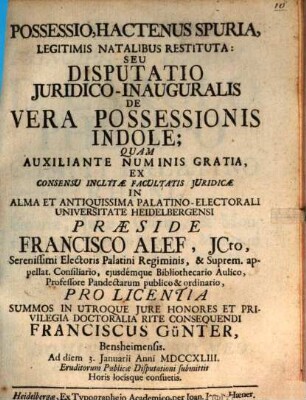 POSSESSIO, HACTENUS SPURIA,
LEGITIMIS NATALIBUS RESTITUTA:
SEU
DISPUTATIO
JURIDICO-INAUGURALIS
DE
VERA POSSESSIONIS
INDOLE;
QUAM
AUXILIANTE NUMINIS GRATIA,
EX
CONSENSU INCLYTÆ FACULTATIS JURIDICÆ
IN
ALMA ET ANTIQUISSIMA PALATINO-ELECTORALI
UNIVERSITATE HEIDELBERGENSI
PRÆSIDE
FRANCISCO ALEF, JCto,
Serenissimi Electoris Palatini Regiminis, & Suprem. ap-
pellat. Consiliario, ejusdémque Bibliothecario Aulico,
Professore Pandectarum publico & ordinario,
PRO LICENTIA
SUMMOS IN UTROQUE JURE HONORES ET PRI-
VILEGIA DOCTORALIA RITE CONSEQUENDI
FRANCISCUS GüNTER,
Bensheimensis.
Ad diem 3. Januarii Anni MDCCXLIII.
Eruditorum Publicæ Disputationi submittit
Horis locisque consuetis.
Heidelbergæ, Ex Typographejo Academico, per Joan.